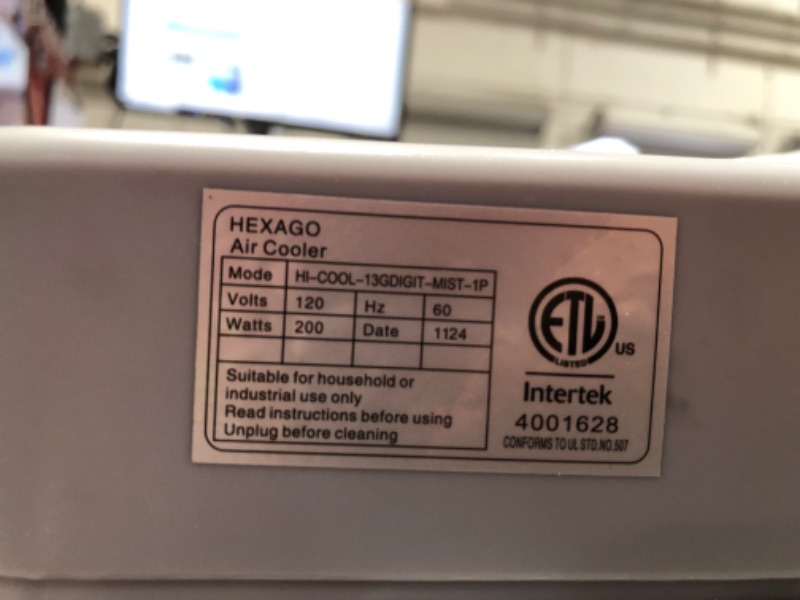 HEXAGO
Air Cooler
Mode HI-COOL-13GDIGIT-MIST-1P
Volts 120 Hz 60
Watts 200 Date 1124
Suitable for household or
industrial use only
Read instructions before using
Unplug before cleaning
ETL
LISTED
US
Intertek
4001628
CONFORMS TO UL STD.NO.507